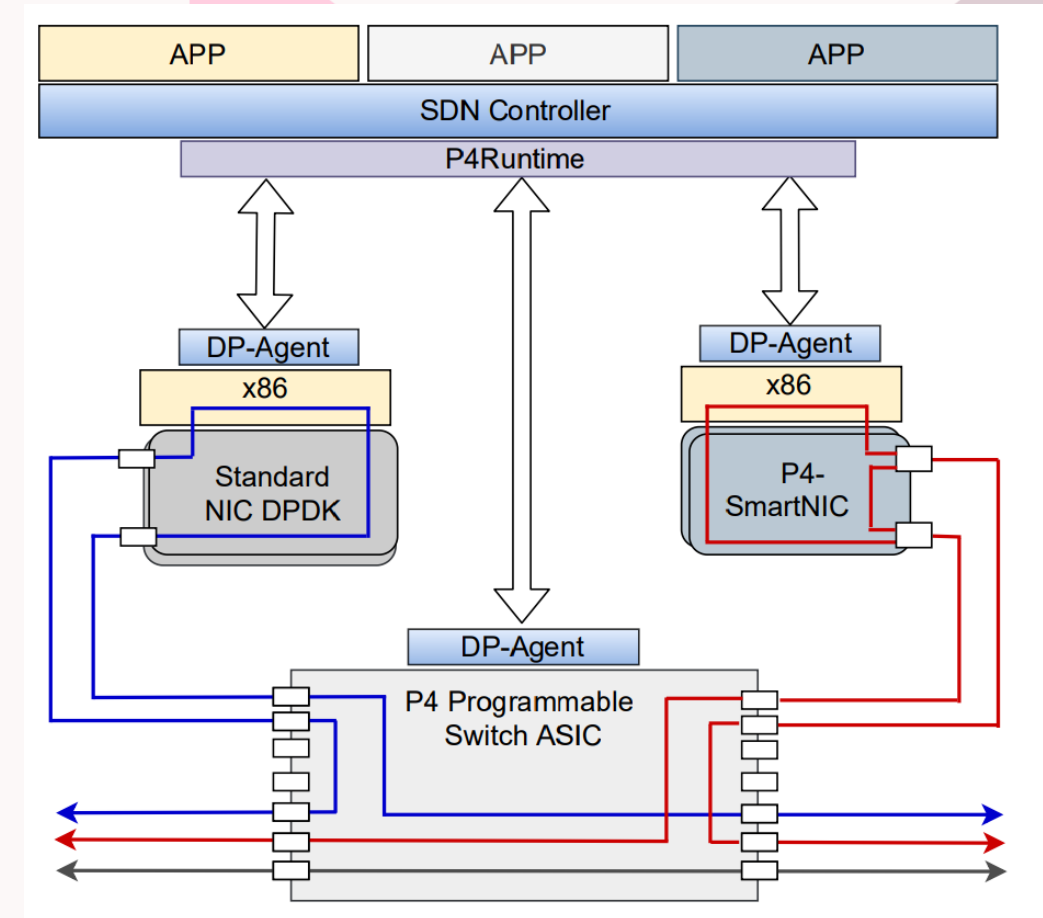 APP
APP
APP
SDN Controller
P4Runtime
DP-Agent
x86
Standard
NIC DPDK
DP-Agent
x86
P4-
SmartNIC
DP-Agent
P4 Programmable
Switch ASIC